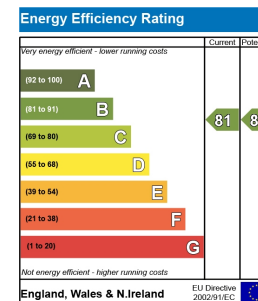 Energy Efficiency Rating
Current
Very energy efficient - lower running costs
(92 to 100) A
(81 to 91) B
81
(69 to 80) C
(55 to 68) D
(39 to 54) E
(21 to 38) F
(1 to 20) G
Not energy efficient - higher running costs
England, Wales & N.Ireland
EU Directive
2002/91/EC